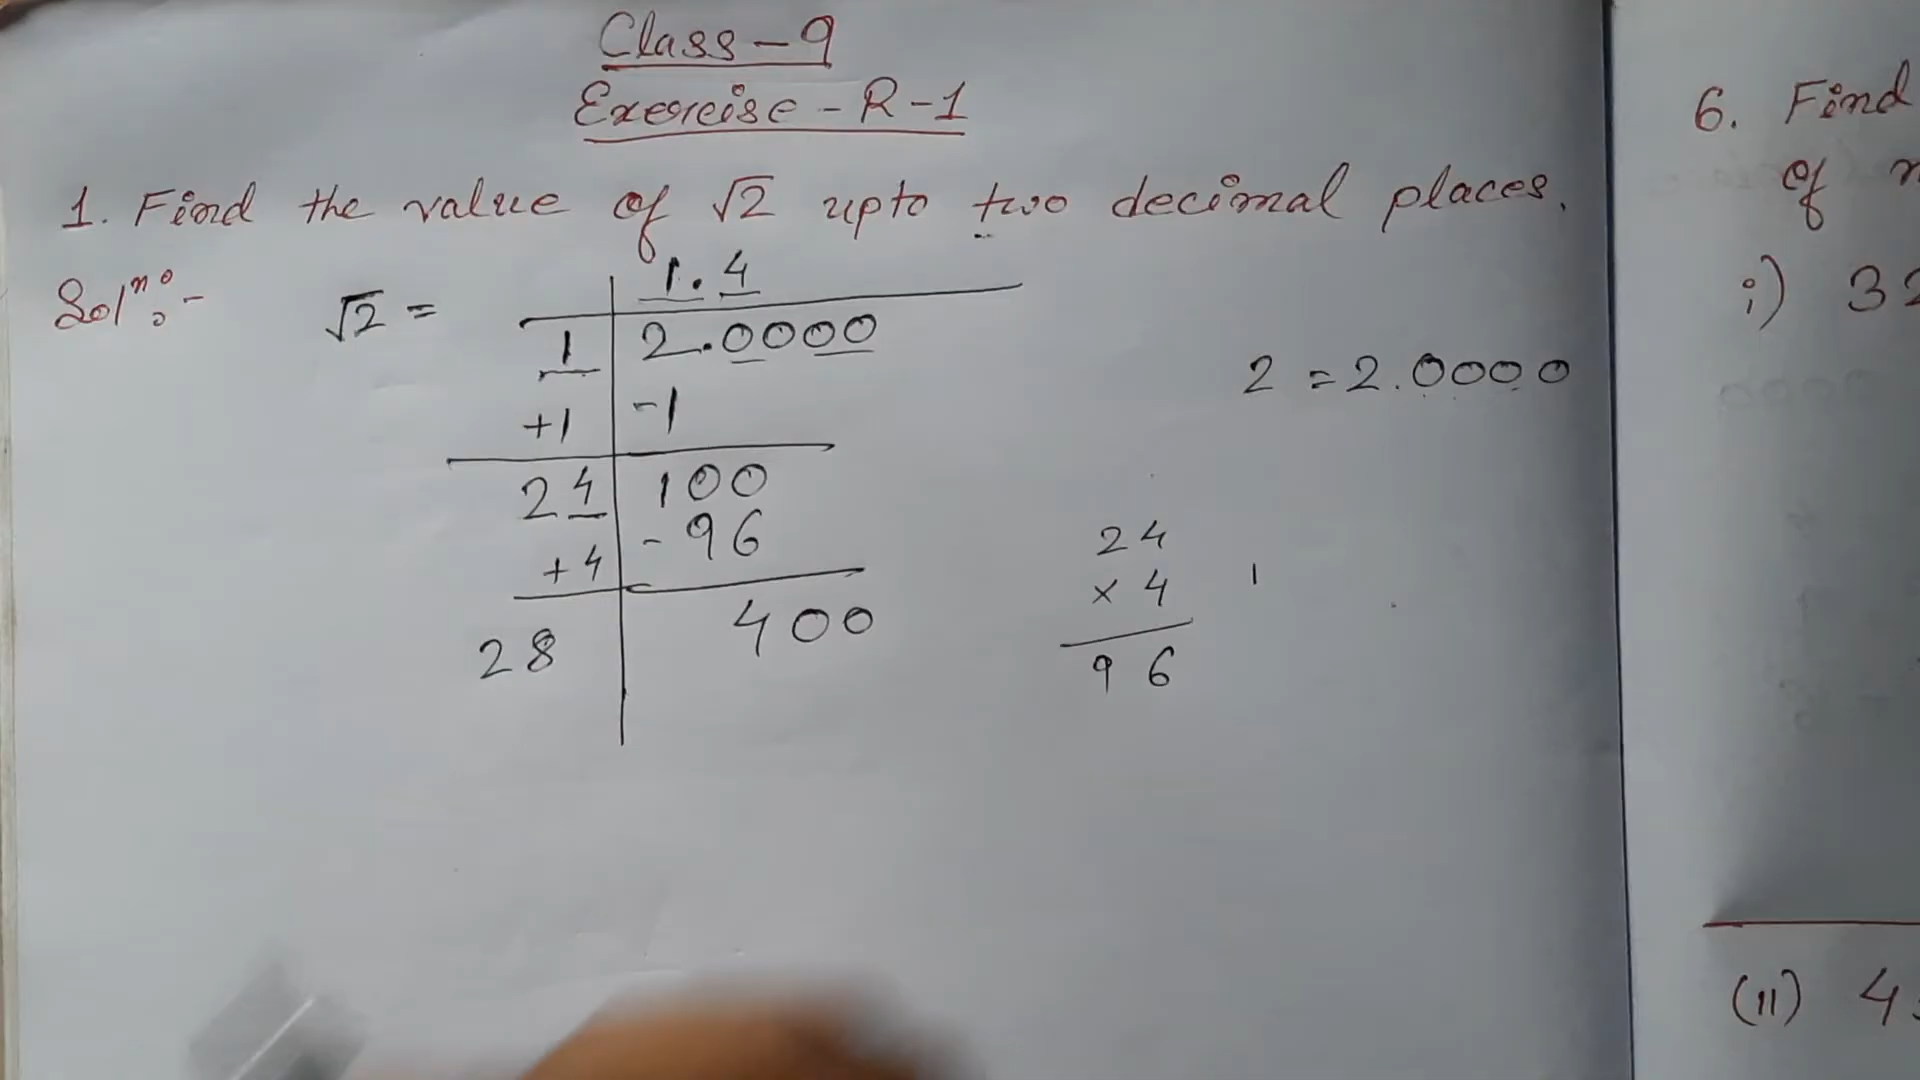 Class-9
Exercise-R-1
1. Find the value of √2 upto two decimal places.
Solⁿ:-
√2 =
1.4
1 | 2.0000
+1 | -1
24 | 100
+4 | -96
28 | 400
2 = 2.0000
24
× 4
96
6. Find
of
i) 3
(II) 4